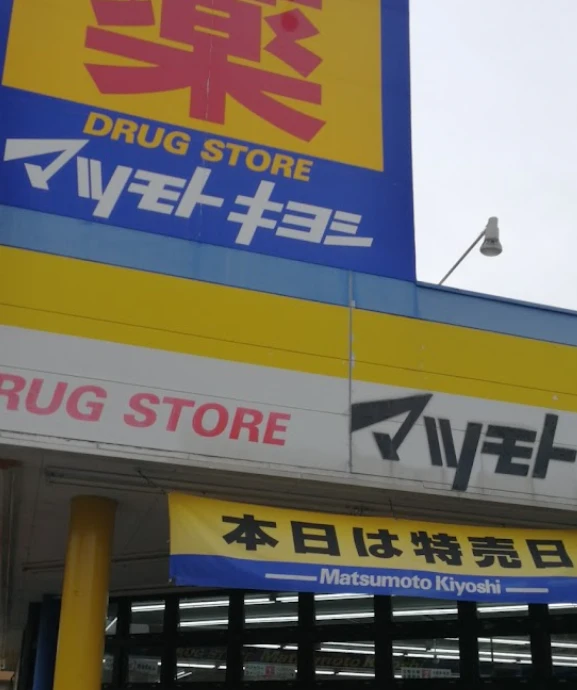 薬
DRUG STORE
マツモトキヨシ
RUG STORE
マツモト
本日は特売日
Matsumoto Kiyoshi